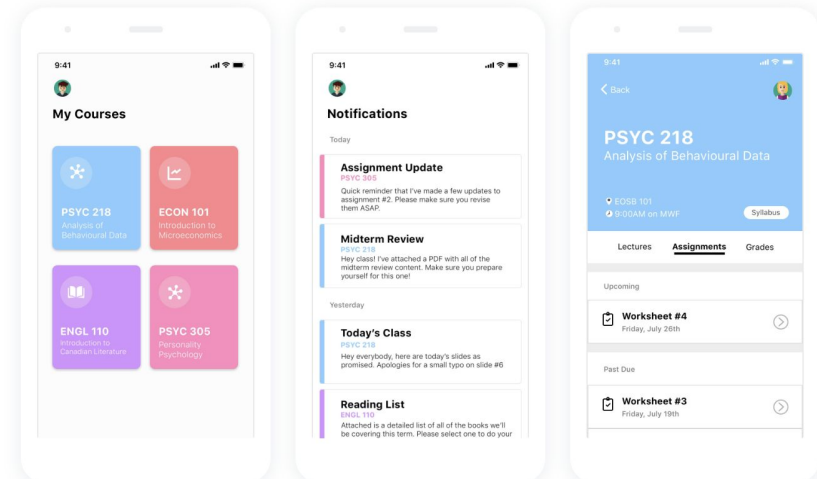 9:41
My Courses
PSYC 218
Analysis of
Behavioural Data
ECON 101
Introduction to
Microeconomics
ENGL 110
Introduction to
Canadian Literature
PSYC 305
Personality
Psychology
9:41
Notifications
Today
Assignment Update
PSYC 305
Quick reminder that I've made a few updates to
assignment #2. Please make sure you revise
them ASAP.
Midterm Review
PSYC 218
Hey class! I've attached a PDF with all of the
midterm review content. Make sure you prepare
yourself for this one!
Yesterday
Today's Class
PSYC 218
Hey everybody, here are today's slides as
promised. Apologies for a small typo on slide #6
Reading List
ENGL 110
Attached is a detailed list of all of the books we'll
be covering this term. Please select one to do your
9:41
Back
PSYC 218
Analysis of Behavioural Data
EOSB 101
9:00AM on MWF
Syllabus
Lectures Assignments Grades
Upcoming
Worksheet #4
Friday, July 26th
Past Due
Worksheet #3
Friday, July 19th